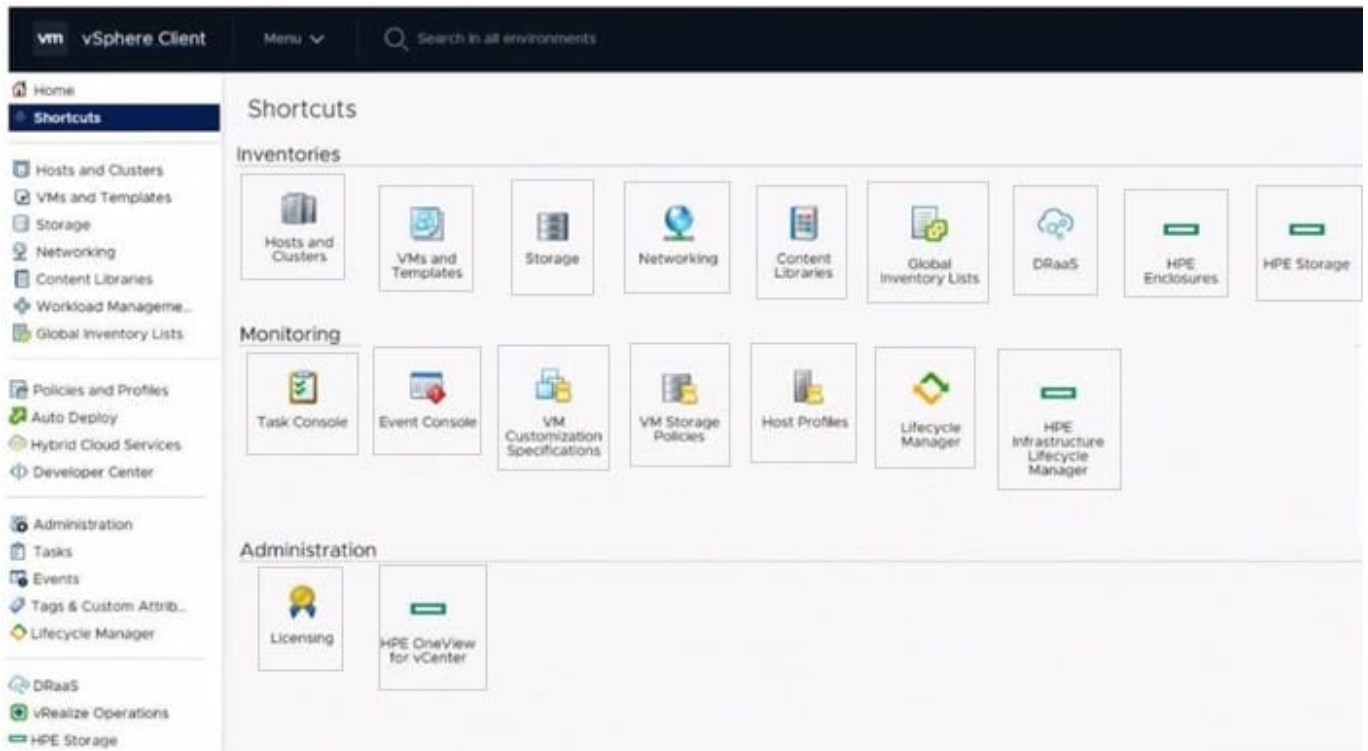 vm vSphere Client Menu Search in all environments
Home
Shortcuts
Hosts and Clusters
VMs and Templates
Storage
Networking
Content Libraries
Workload Manageme...
Global Inventory Lists
Policies and Profiles
Auto Deploy
Hybrid Cloud Services
Developer Center
Administration
Tasks
Events
Tags & Custom Attrib...
Lifecycle Manager
DRaaS
vRealize Operations
HPE Storage
Shortcuts
Inventories
Hosts and
Clusters
VMs and
Templates
Storage
Networking
Content
Libraries
Global
Inventory Lists
DRaaS
HPE
Enclosures
HPE Storage
Monitoring
Task Console
Event Console
VM
Customization
Specifications
VM Storage
Policies
Host Profiles
Lifecycle
Manager
HPE
Infrastructure
Lifecycle
Manager
Administration
Licensing
HPE OneView
for vCenter